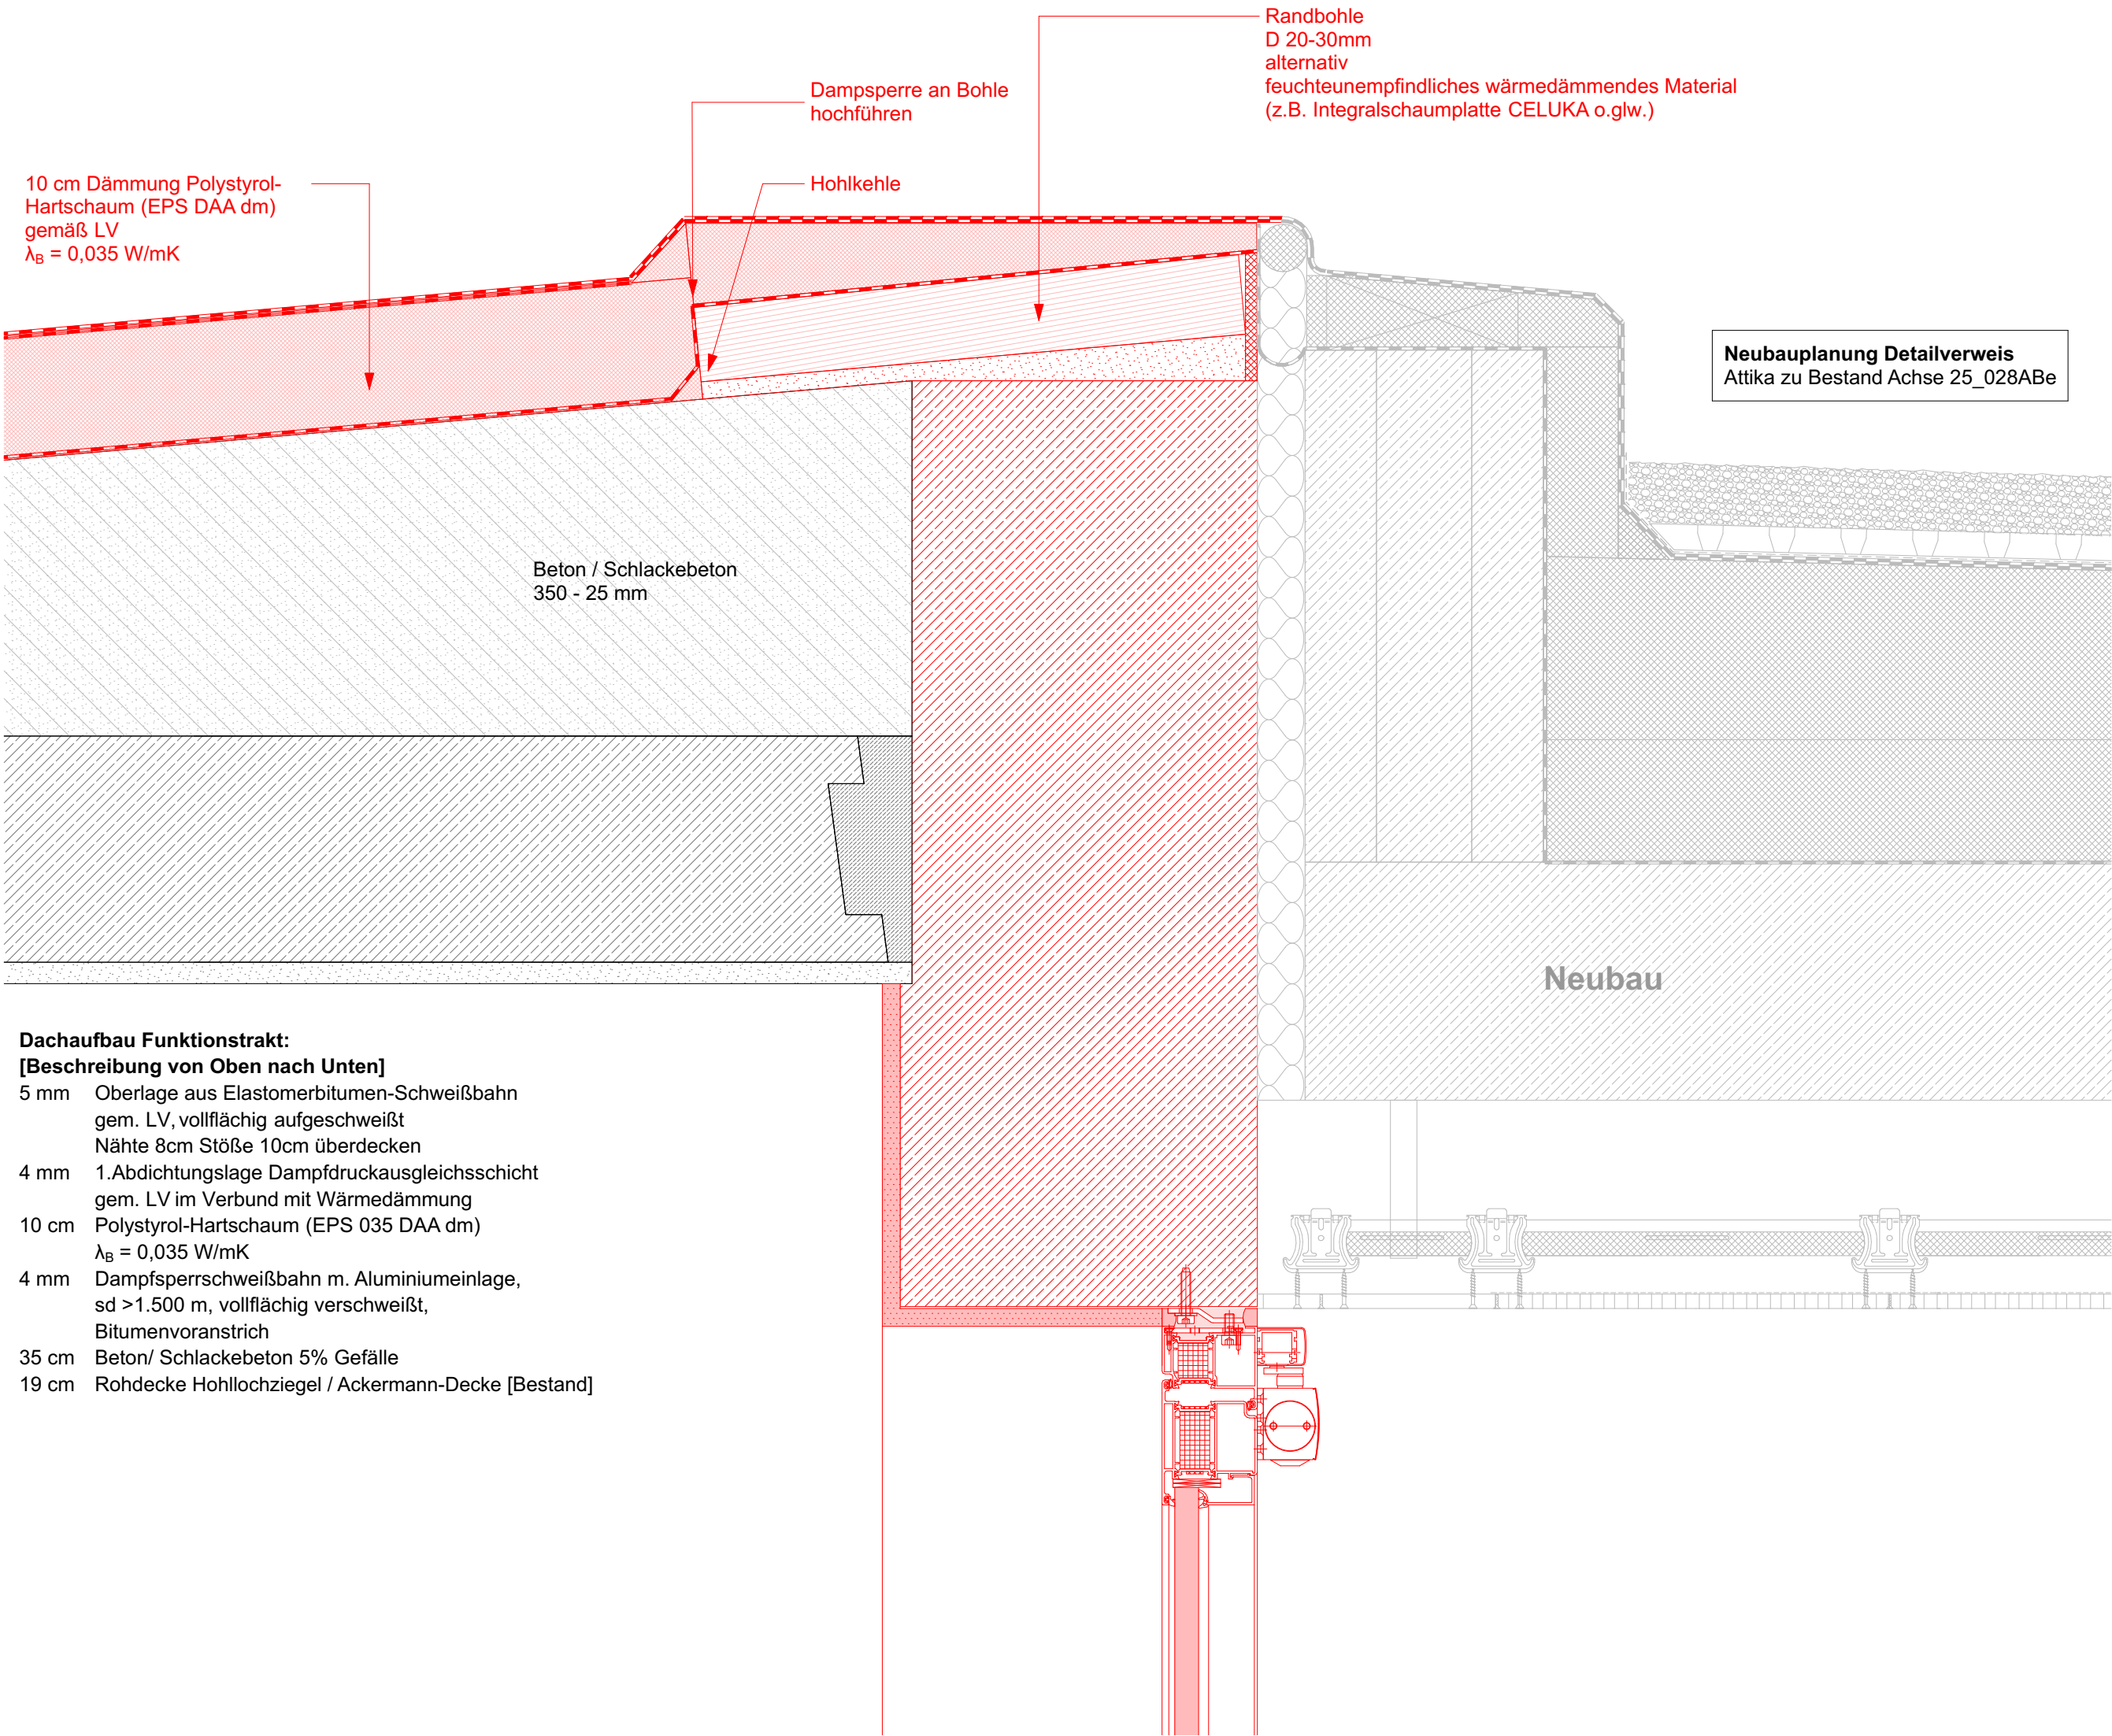 Randbohle
D 20-30mm
alternativ
feuchteunempfindliches wärmedämmendes Material
(z.B. Integralschaumplatte CELUKA o.glw.)
Dampsperre an Bohle
hochführen
Hohlkehle
10 cm Dämmung Polystyrol-
Hartschaum (EPS DAA dm)
gemäß LV
λB = 0,035 W/mK
Neubauplanung Detailverweis
Attika zu Bestand Achse 25_028ABe
Beton / Schlackebeton
350 - 25 mm
Neubau
Dachaufbau Funktionstrakt:
[Beschreibung von Oben nach Unten]
5 mm Oberlage aus Elastomerbitumen-Schweißbahn
gem. LV, vollflächig aufgeschweißt
Nähte 8cm Stöße 10cm überdecken
4 mm 1.Abdichtungslage Dampfdruckausgleichsschicht
gem. LV im Verbund mit Wärmedämmung
10 cm Polystyrol-Hartschaum (EPS 035 DAA dm)
λB = 0,035 W/mK
4 mm Dampfsperrschweißbahn m. Aluminiumeinlage,
sd >1.500 m, vollflächig verschweißt,
Bitumenvoranstrich
35 cm Beton/ Schlackebeton 5% Gefälle
19 cm Rohdecke Hohllochziegel / Ackermann-Decke [Bestand]